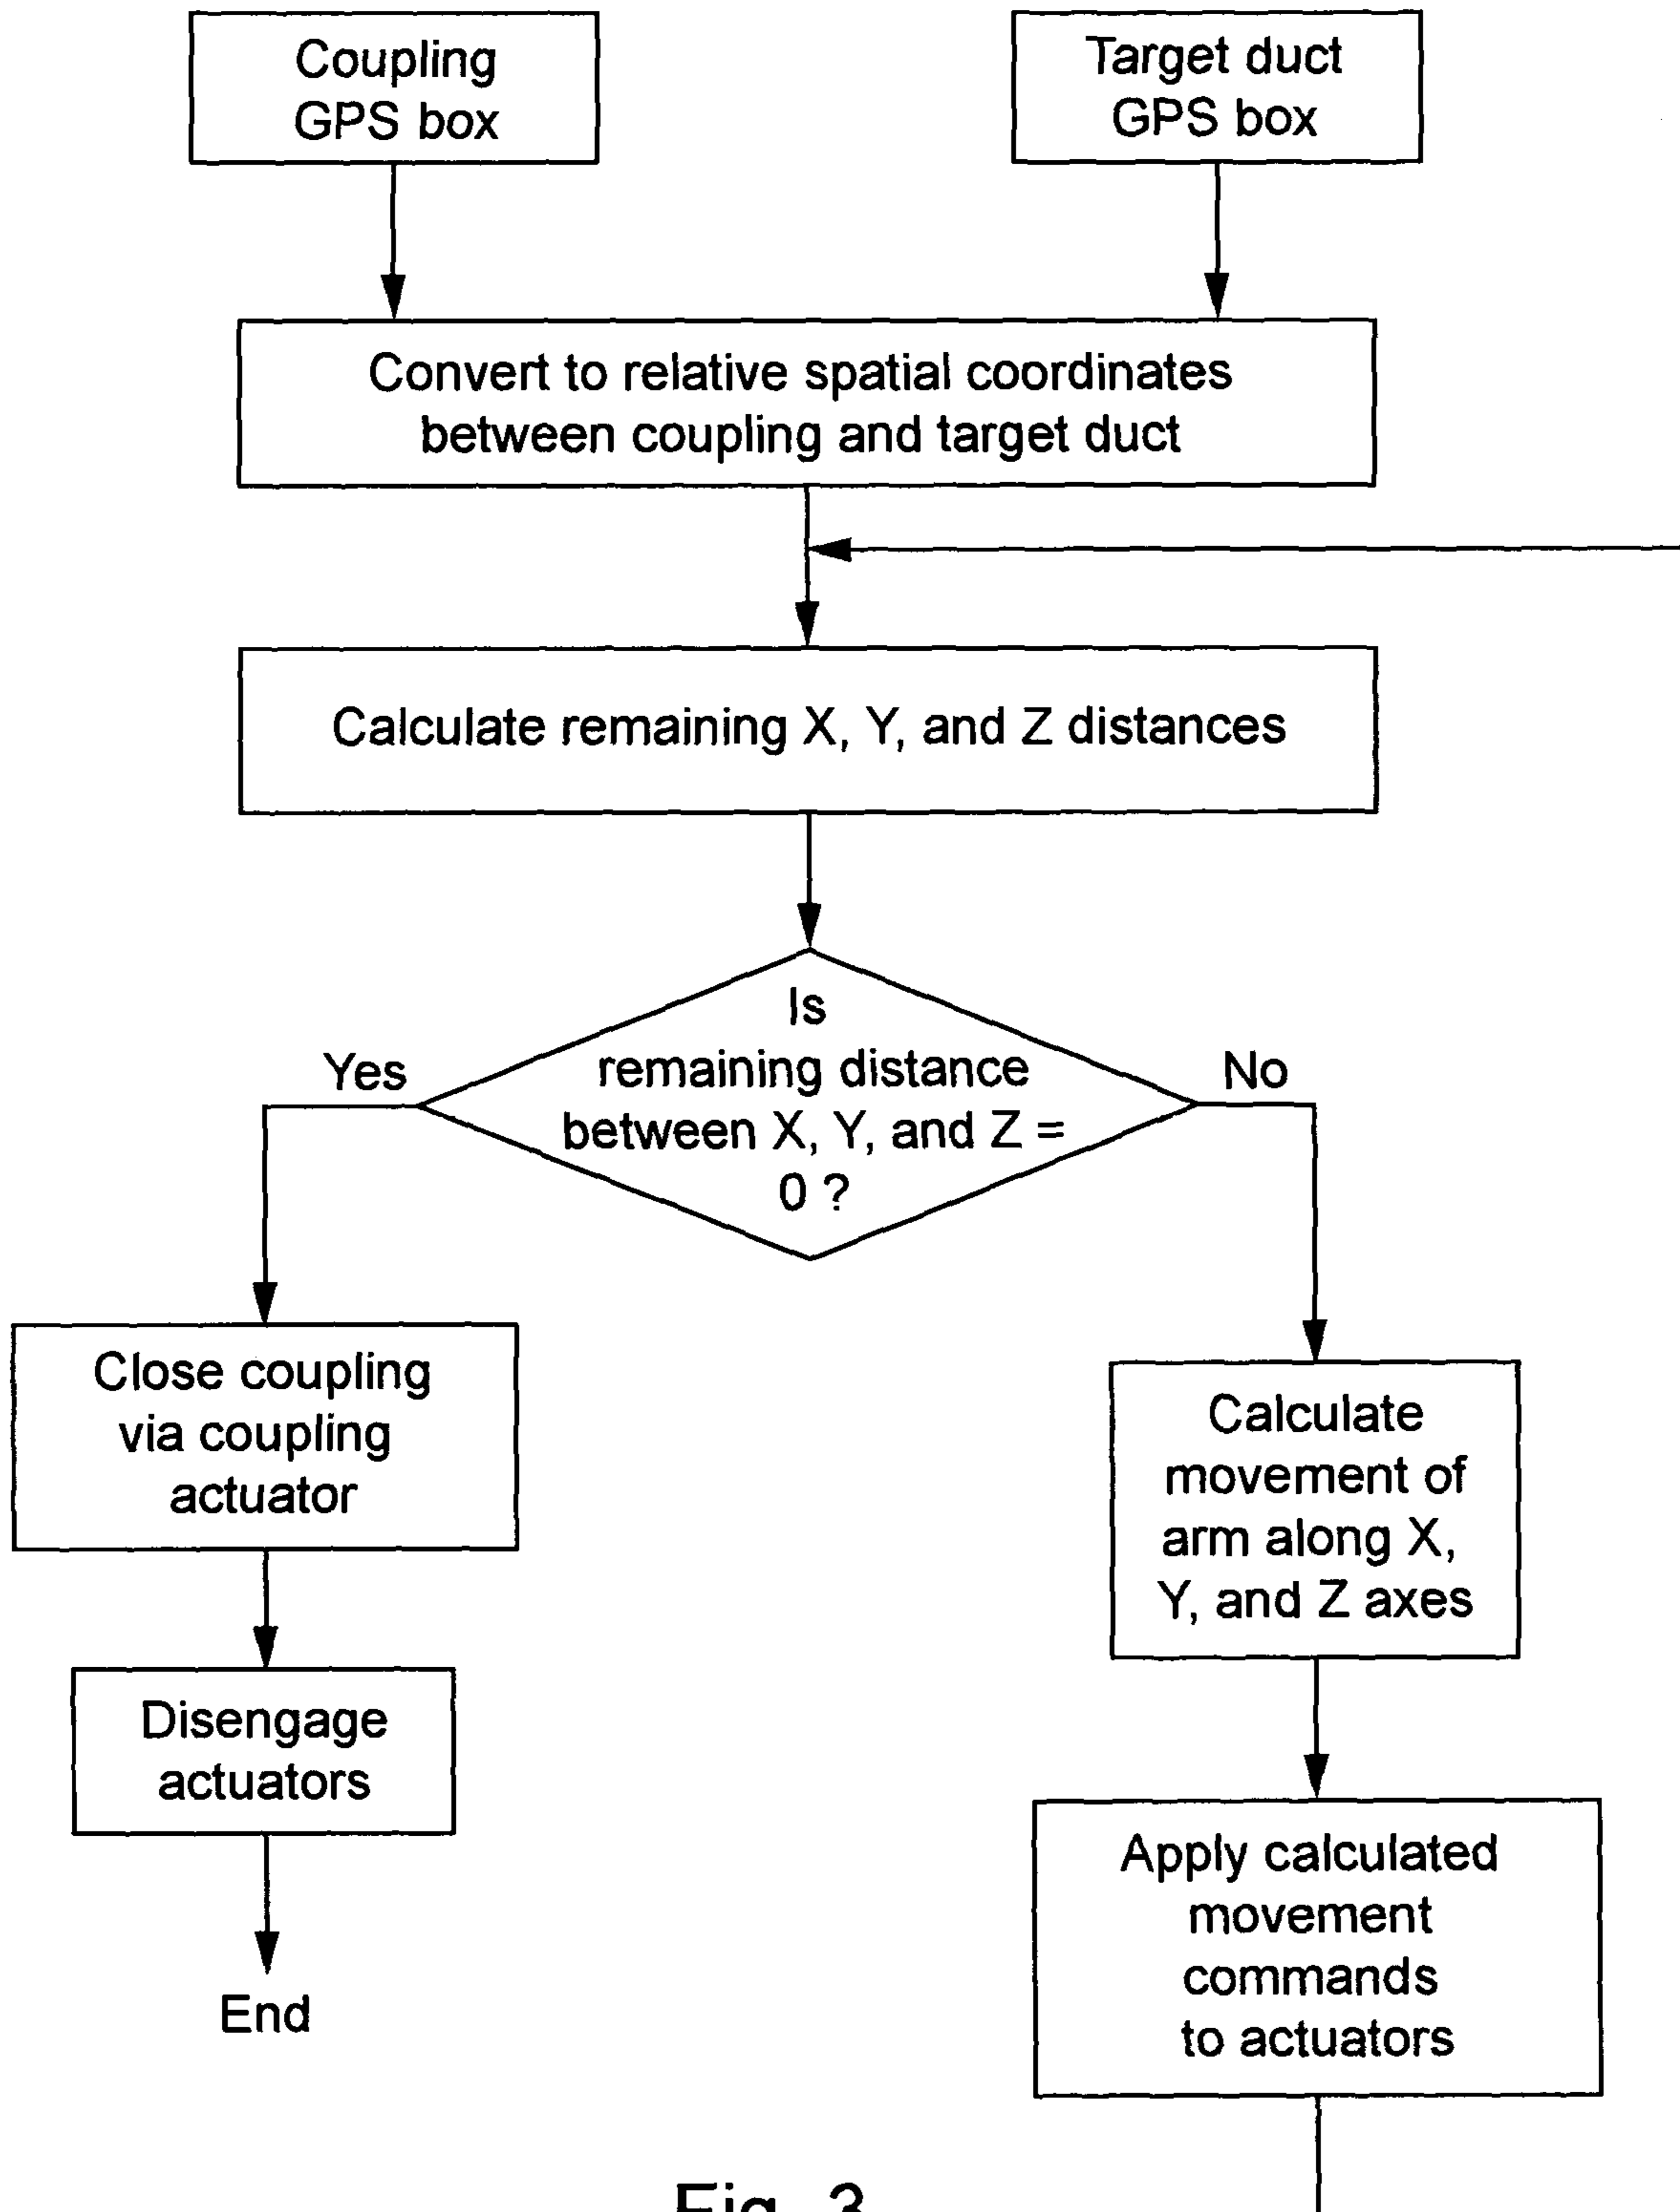 Coupling
GPS box
Target duct
GPS box
Convert to relative spatial coordinates
between coupling and target duct
Calculate remaining X, Y, and Z distances
Is
remaining distance
between X, Y, and Z =
0 ?
Yes
No
Close coupling
via coupling
actuator
Calculate
movement of
arm along X,
Y, and Z axes
Disengage
actuators
Apply calculated
movement
commands
to actuators
End
Fig. 3